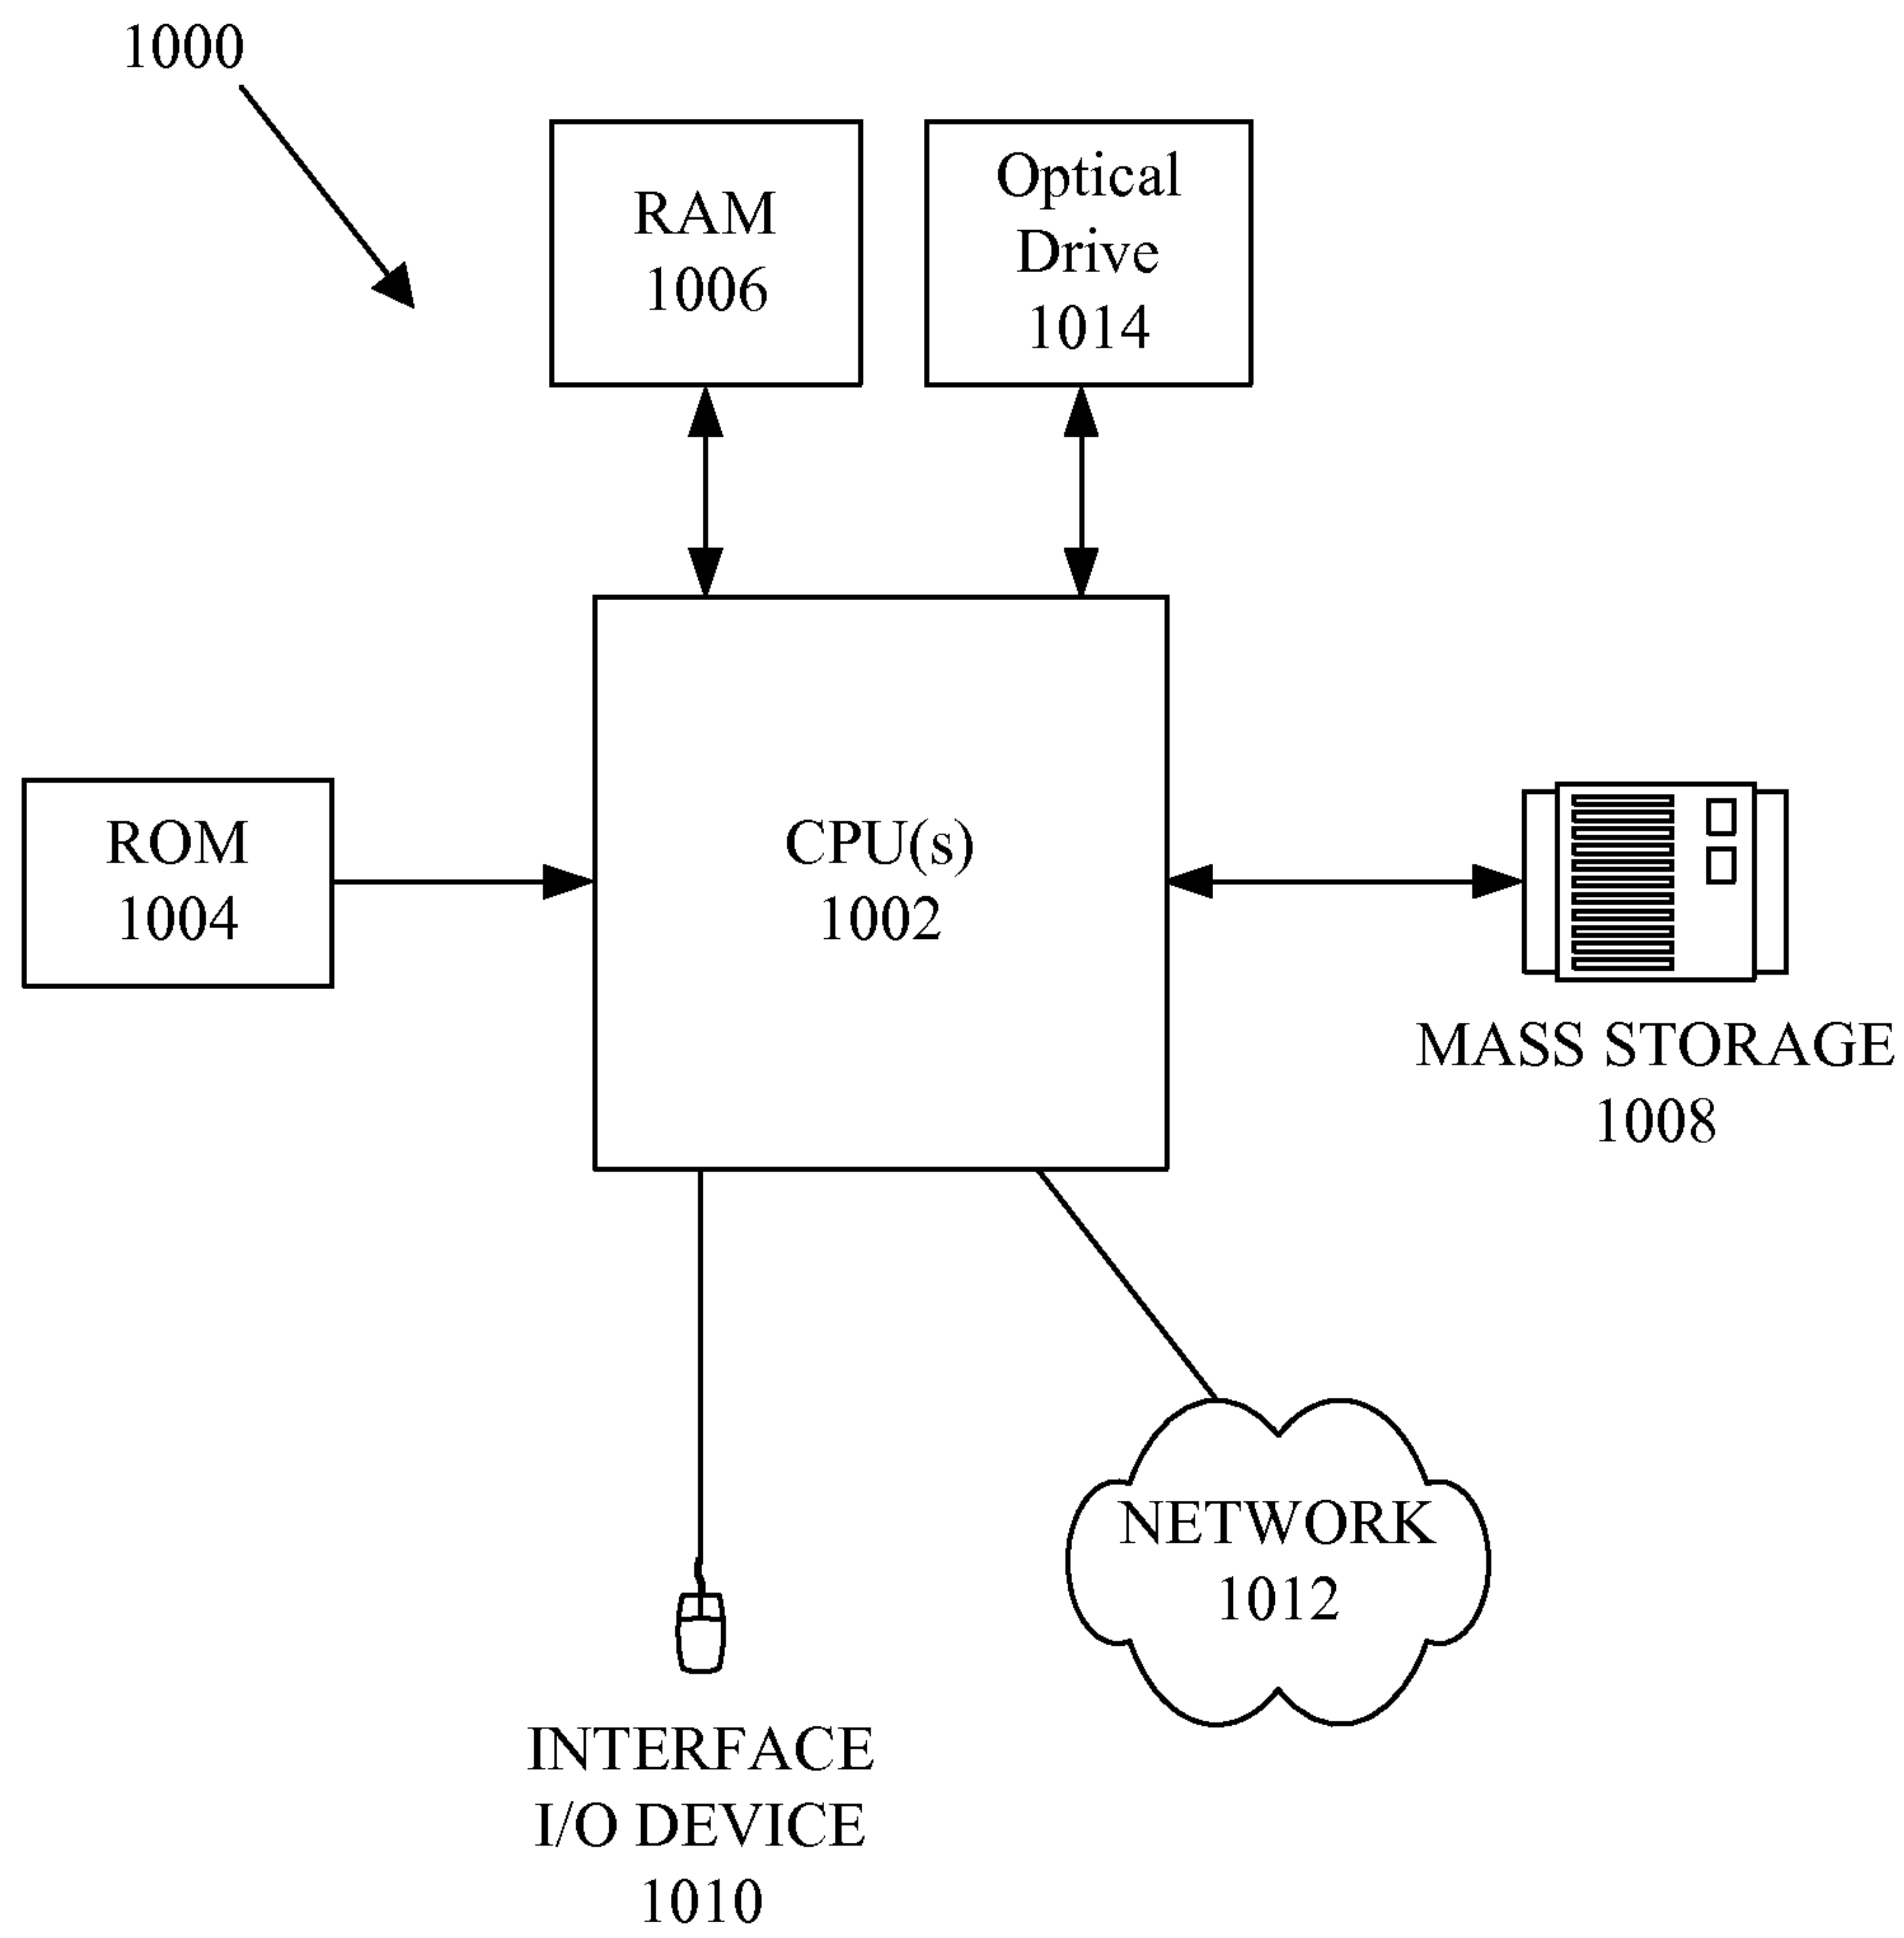 1000
RAM
1006
Optical
Drive
1014
ROM
1004
CPU(s)
1002
MASS STORAGE
1008
NETWORK
1012
INTERFACE
I/O DEVICE
1010